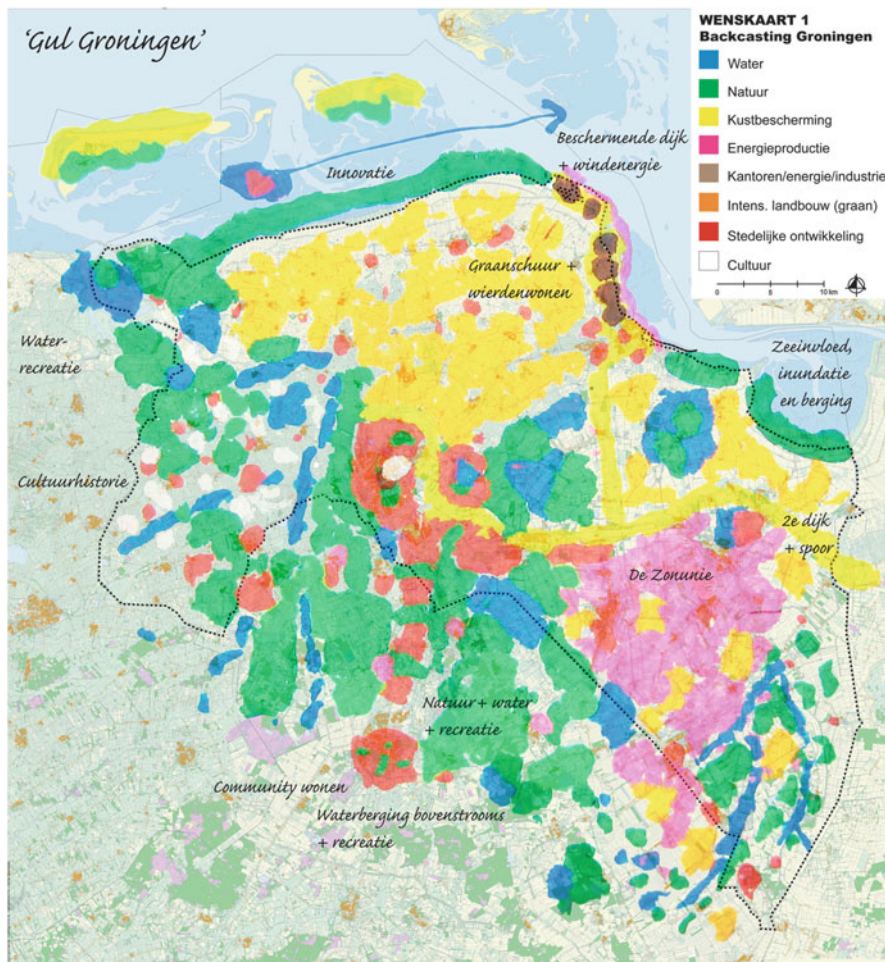 'Gul Groningen'
WENSKAART 1
Backcasting Groningen
Water
Natuur
Kustbescherming
Energieproductie
Kantoren/energie/industrie
Intens. landbouw (graan)
Stedelijke ontwikkeling
Cultuur
0 5 10 km
Beschermende dijk
+ windenergie
Innovatie
Graanschuur +
wierdenwonen
Water-
recreatie
Zeeinvloed,
inundatie
en berging
Cultuurhistorie
2e dijk
+ spoor
De Zonunie
Natuur + water
+ recreatie
Community wonen
Waterberging bovenstrooms
+ recreatie